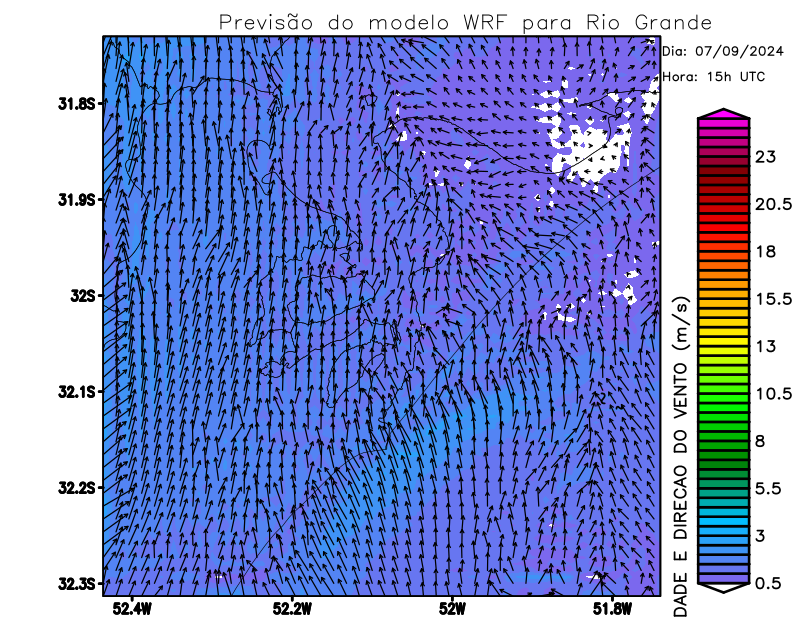 Previsão do modelo WRF para Rio Grande
Dia: 07/09/2024
Hora: 15h UTC
31.8S
31.9S
32S
32.1S
32.2S
32.3S
52.4W
52.2W
52W
51.8W
23
20.5
18
15.5
13
10.5
8
5.5
3
0.5
DADE E DIRECAO DO VENTO (m/s)